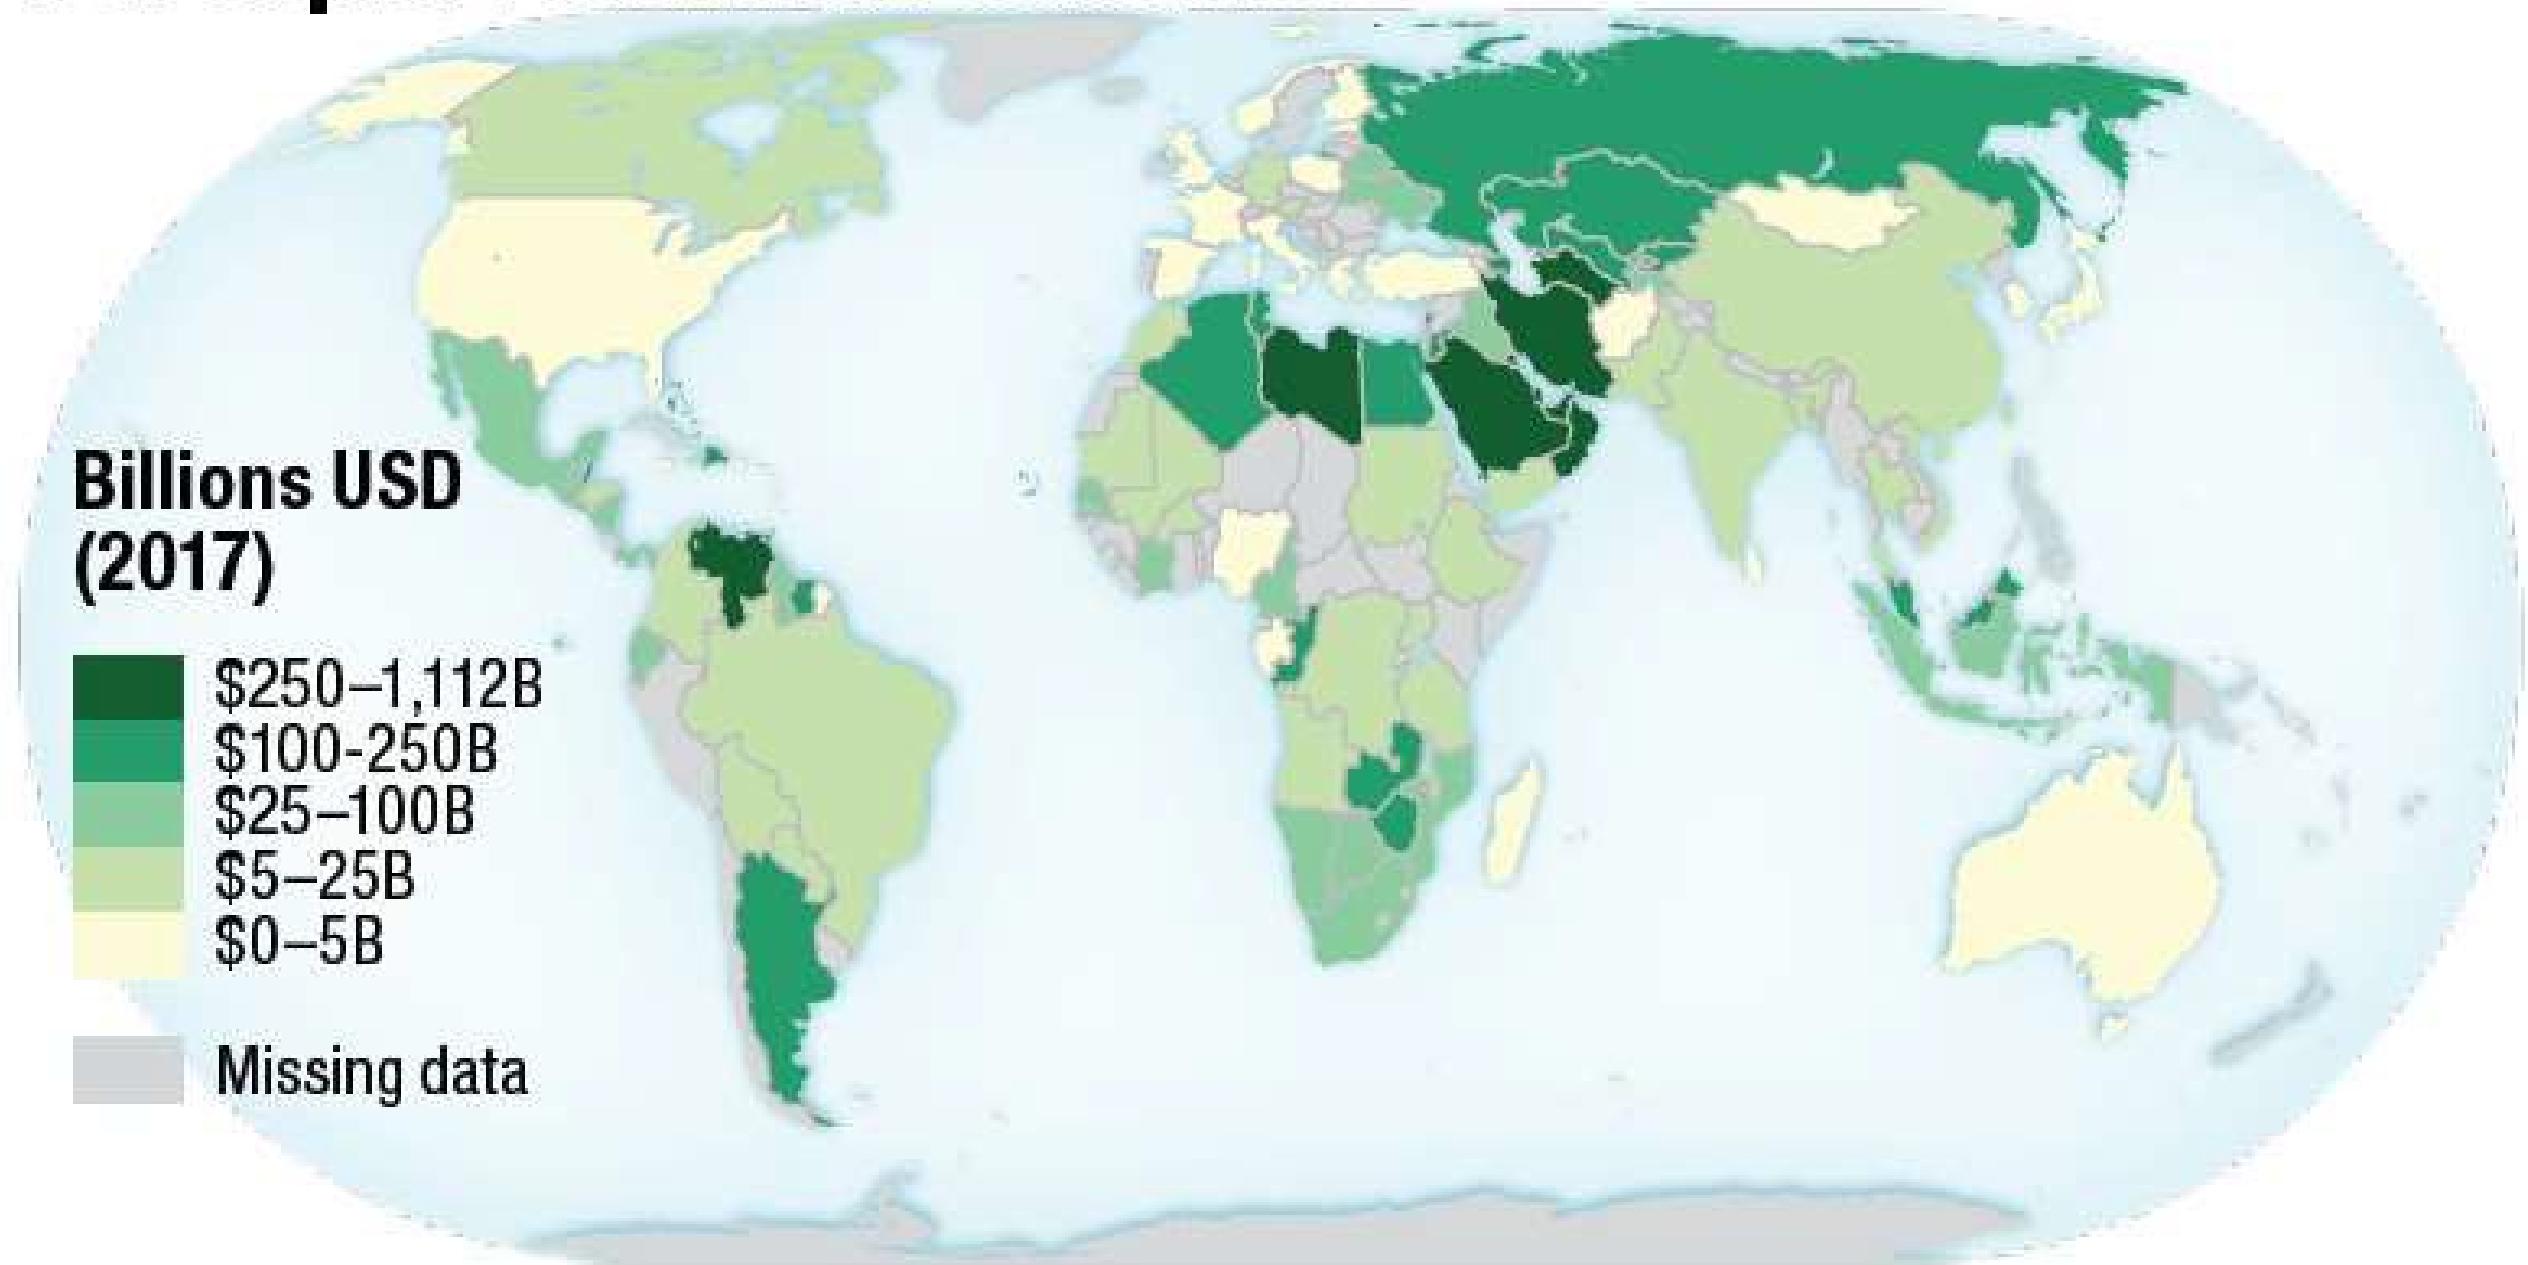 Billions USD
(2017)
$250–1,112B
$100-250B
$25–100B
$5–25B
$0–5B
Missing data